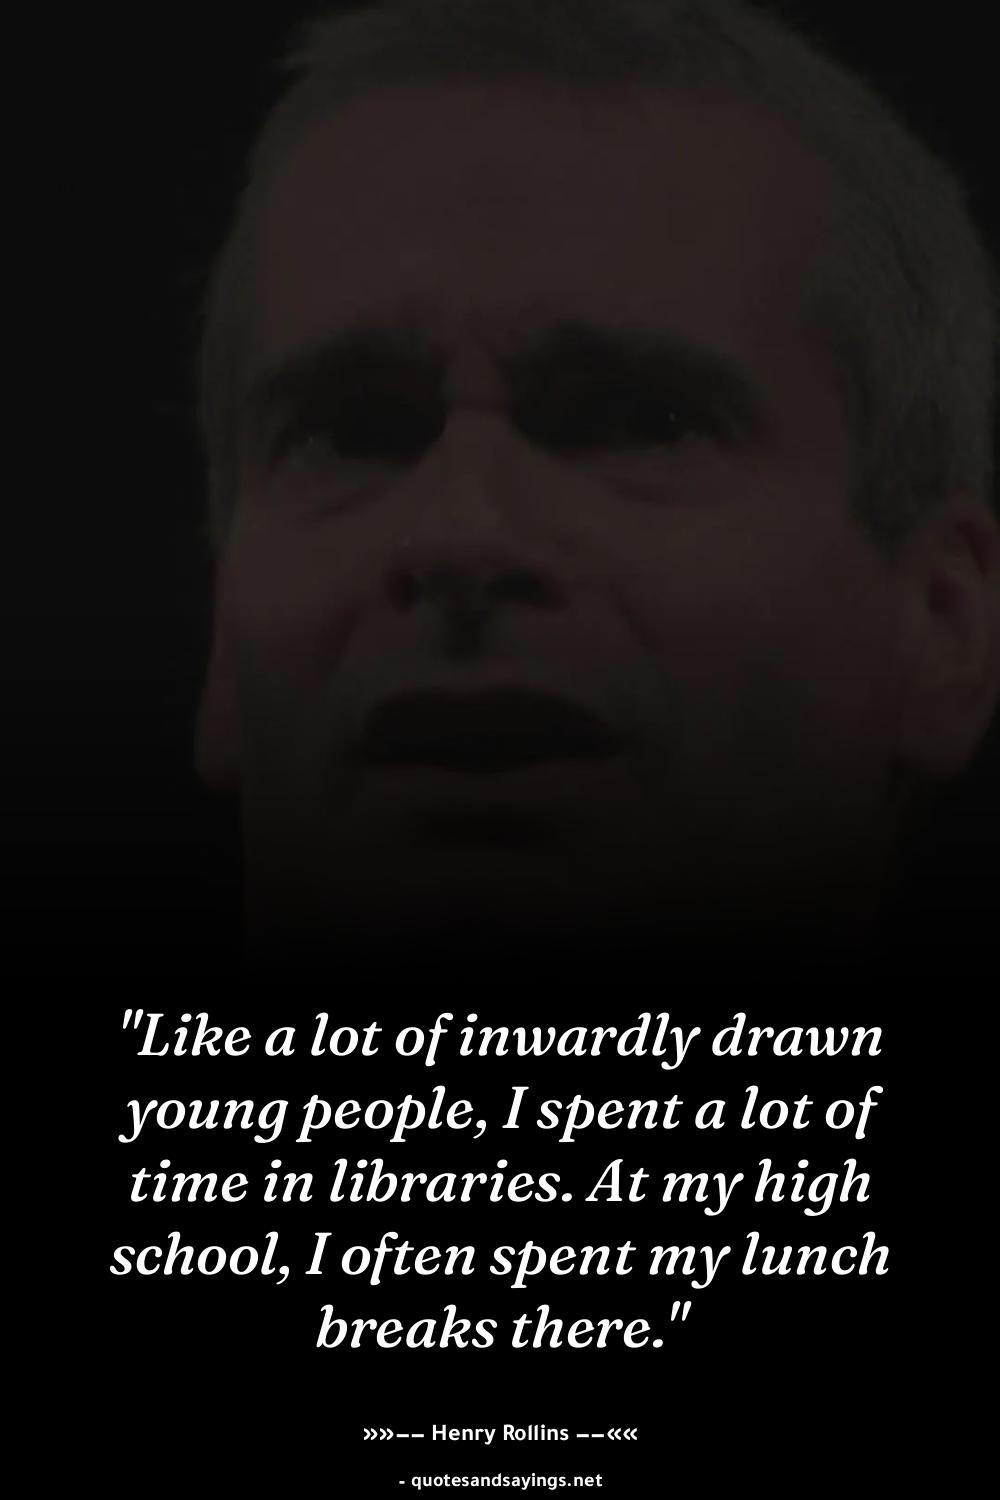 "Like a lot of inwardly drawn
young people, I spent a lot of
time in libraries. At my high
school, I often spent my lunch
breaks there."
»»−− Henry Rollins −−««
- quotesandsayings.net